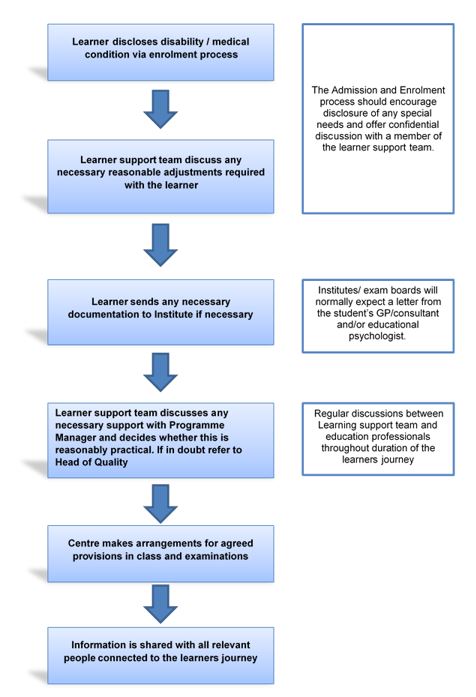 Learner discloses disability / medical
condition via enrolment process
The Admission and Enrolment
process should encourage
disclosure of any special
needs and offer confidential
discussion with a member of
the learner support team.
Learner support team discuss any
necessary reasonable adjustments required
with the learner
Learner sends any necessary
documentation to Institute if necessary
Institutes/ exam boards will
normally expect a letter from
the student's GP/consultant
and/or educational
psychologist.
Learner support team discusses any
necessary support with Programme
Manager and decides whether this is
reasonably practical. If in doubt refer to
Head of Quality
Regular discussions between
Learning support team and
education professionals
throughout duration of the
learners journey
Centre makes arrangements for agreed
provisions in class and examinations
Information is shared with all relevant
people connected to the learners journey